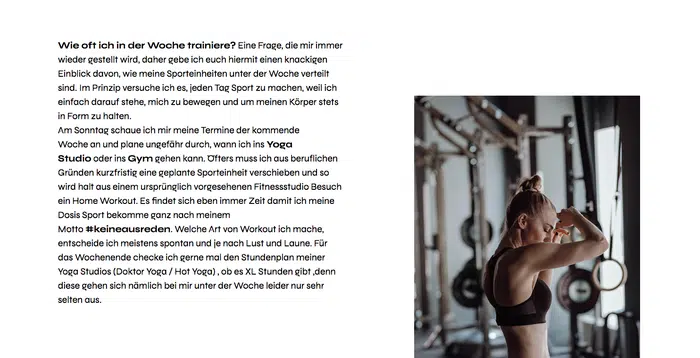 Wie oft ich in der Woche trainiere? Eine Frage, die mir immer
wieder gestellt wird, daher gebe ich euch hiermit einen knackigen
Einblick davon, wie meine Sporteinheiten unter der Woche verteilt
sind. Im Prinzip versuche ich es, jeden Tag Sport zu machen, weil ich
einfach darauf stehe, mich zu bewegen und um meinen Körper stets
in Form zu halten.
Am Sonntag schaue ich mir meine Termine der kommende
Woche an und plane ungefähr durch, wann ich ins Yoga
Studio oder ins Gym gehen kann. Öfters muss ich aus beruflichen
Gründen kurzfristig eine geplante Sporteinheit verschieben und so
wird halt aus einem ursprünglich vorgesehenen Fitnessstudio Besuch
ein Home Workout. Es findet sich eben immer Zeit damit ich meine
Dosis Sport bekomme ganz nach meinem
Motto #keineausreden. Welche Art von Workout ich mache,
entscheide ich meistens spontan und je nach Lust und Laune. Für
das Wochenende checke ich gerne mal den Stundenplan meiner
Yoga Studios (Doktor Yoga / Hot Yoga) , ob es XL Stunden gibt ,denn
diese gehen sich nämlich bei mir unter der Woche leider nur sehr
selten aus.